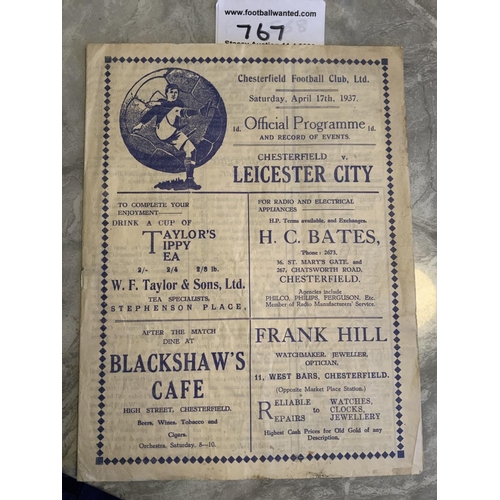 www.footballwanted.com
767
Chesterfield Football Club, Ltd.
Saturday, April 17th, 1937.
1d. Official Programme 1d.
AND RECORD OF EVENTS.
CHESTERFIELD v.
LEICESTER CITY
TO COMPLETE YOUR
ENJOYMENT—
DRINK A CUP OF
TAYLOR'S
TIPPY
TEA
2/- 2/4 2/8 lb.
W. F. Taylor & Sons, Ltd.
TEA SPECIALISTS,
STEPHENSON PLACE,
FOR RADIO AND ELECTRICAL
APPLIANCES—
H.P. Terms available, and Exchanges.
H. C. BATES,
Phone: 2673.
36, ST. MARY'S GATE, and
267, CHATSWORTH ROAD,
CHESTERFIELD.
Agencies include
PHILCO, PHILIPS, FERGUSON, Etc.
Member of Radio Manufacturers' Service.
AFTER THE MATCH
DINE AT
BLACKSHAW'S
CAFE
HIGH STREET, CHESTERFIELD.
Beers, Wines, Tobacco and
Cigars.
Orchestra, Saturday, 8—10.
FRANK HILL
WATCHMAKER, JEWELLER,
OPTICIAN,
11, WEST BARS, CHESTERFIELD.
(Opposite Market Place Station.)
RELIABLE WATCHES,
to CLOCKS,
REPAIRS JEWELLERY
Highest Cash Prices for Old Gold of any
Description,